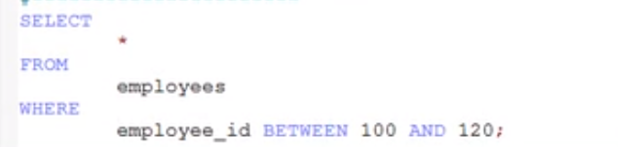 SELECT
*
FROM
employees
WHERE
employee_id BETWEEN 100 AND 120;